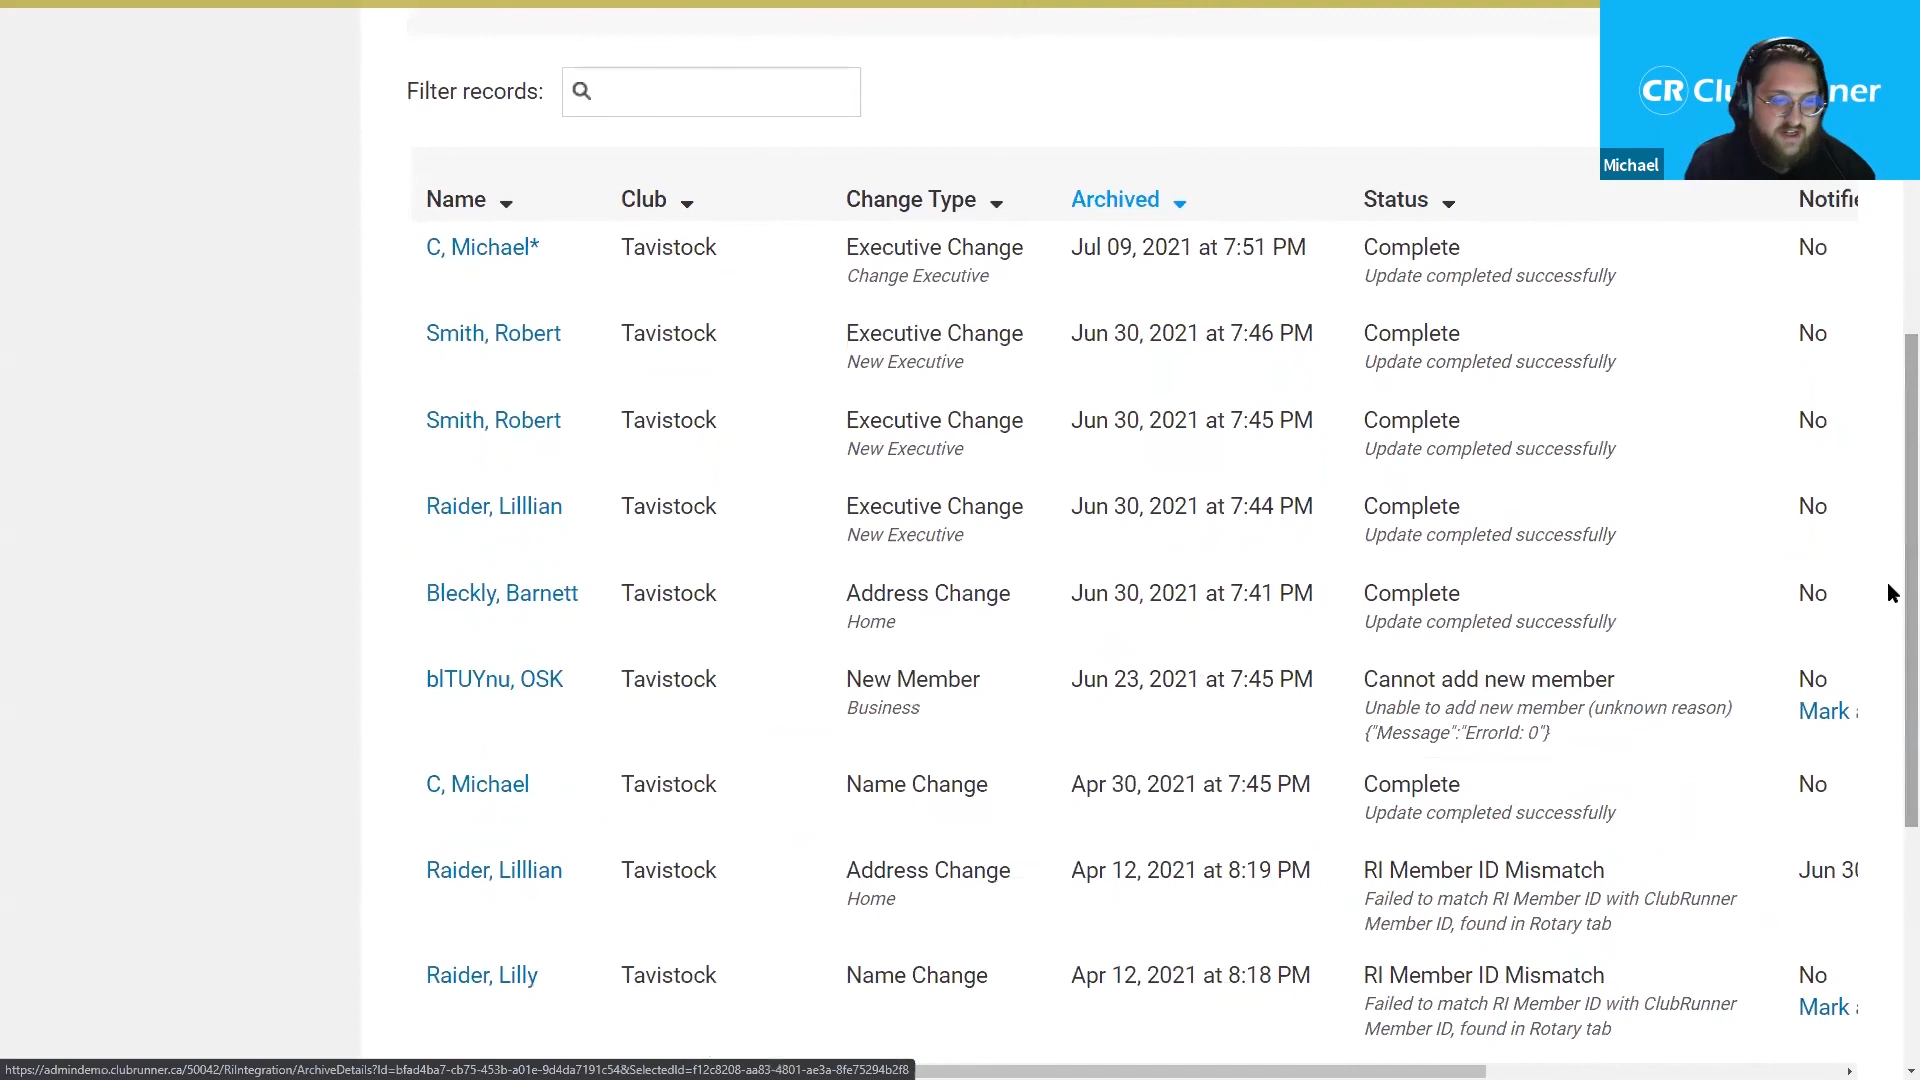 Filter records:
CR Clu nner
Michael
Name Club Change Type Archived Status Notifie
C, Michael* Tavistock Executive Change Jul 09, 2021 at 7:51 PM Complete No
Change Executive Update completed successfully
Smith, Robert Tavistock Executive Change Jun 30, 2021 at 7:46 PM Complete No
New Executive Update completed successfully
Smith, Robert Tavistock Executive Change Jun 30, 2021 at 7:45 PM Complete No
New Executive Update completed successfully
Raider, Lilllian Tavistock Executive Change Jun 30, 2021 at 7:44 PM Complete No
New Executive Update completed successfully
Bleckly, Barnett Tavistock Address Change Jun 30, 2021 at 7:41 PM Complete No
Home Update completed successfully
blTUYnu, OSK Tavistock New Member Jun 23, 2021 at 7:45 PM Cannot add new member No
Business Unable to add new member (unknown reason) Mark
{"Message":"ErrorId: 0"}
C, Michael Tavistock Name Change Apr 30, 2021 at 7:45 PM Complete No
Update completed successfully
Raider, Lilllian Tavistock Address Change Apr 12, 2021 at 8:19 PM RI Member ID Mismatch Jun 30
Home Failed to match RI Member ID with ClubRunner
Member ID, found in Rotary tab
Raider, Lilly Tavistock Name Change Apr 12, 2021 at 8:18 PM RI Member ID Mismatch No
Failed to match RI Member ID with ClubRunner Mark
Member ID, found in Rotary tab
https://admindemo.clubrunner.ca/50042/RiIntegration/ArchiveDetails?Id=bfad4ba7-cb75-453b-a01e-9d4da7191c54&SelectedId=f12c8208-aa83-4801-ae3a-8fe75294b2f8